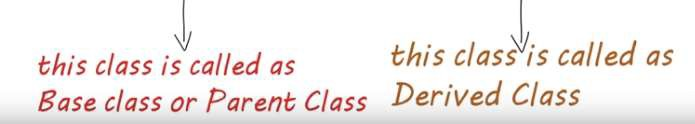 this class is called as
Base class or Parent Class
this class is called as
Derived Class